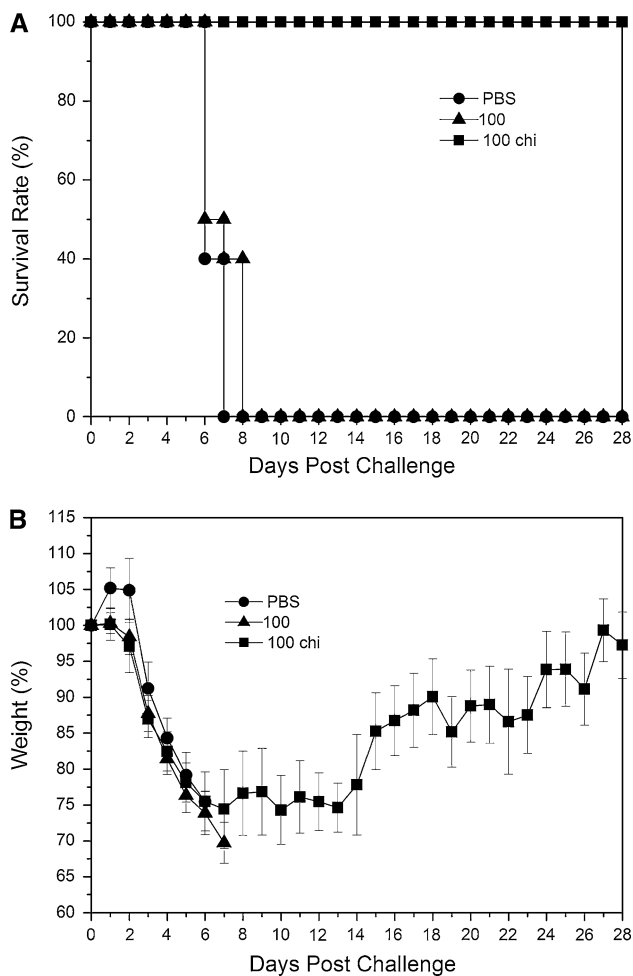 A
100
80
60
40
20
0
Survival Rate (%)
PBS
100
100 chi
0 2 4 6 8 10 12 14 16 18 20 22 24 26 28
Days Post Challenge
B
115
110
105
100
95
90
85
80
75
70
65
60
Weight (%)
PBS
100
100 chi
0 2 4 6 8 10 12 14 16 18 20 22 24 26 28
Days Post Challenge